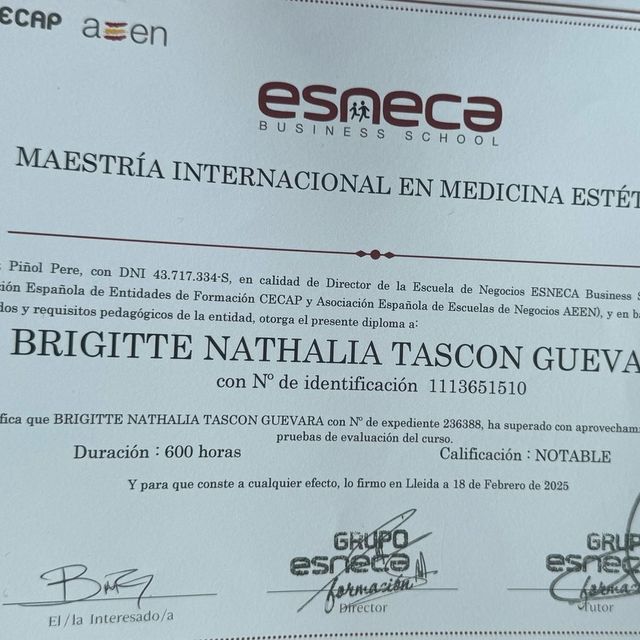 ECAP aeen
esneca
BUSINESS SCHOOL
MAESTRÍA INTERNACIONAL EN MEDICINA ESTÉT
Piñol Pere, con DNI 43.717.334-S, en calidad de Director de la Escuela de Negocios ESNECA Business S
ión Española de Entidades de Formación CECAP y Asociación Española de Escuelas de Negocios AEEN), y en ba
dos y requisitos pedagógicos de la entidad, otorga el presente diploma a:
BRIGITTE NATHALIA TASCON GUEVA
con Nº de identificación 1113651510
fica que BRIGITTE NATHALIA TASCON GUEVARA con Nº de expediente 236388, ha superado con aprovecham
pruebas de evaluación del curso.
Duración : 600 horas Calificación : NOTABLE
Y para que conste a cualquier efecto, lo firmo en Lleida a 18 de Febrero de 2025
GRUPO GRUP
esneca esnec
formación forma
El/la Interesado/a Director Tutor